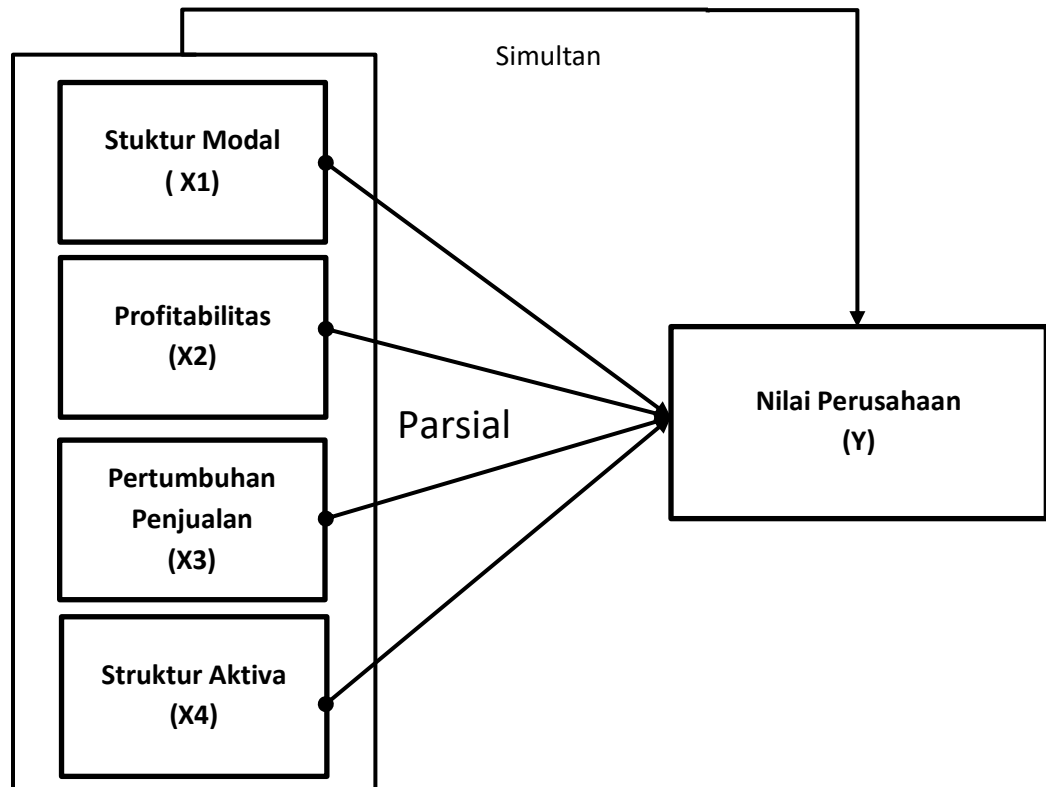 Simultan
Stuktur Modal
( X1)
Profitabilitas
(X2)
Parsial
Nilai Perusahaan
(Y)
Pertumbuhan
Penjualan
(X3)
Struktur Aktiva
(X4)